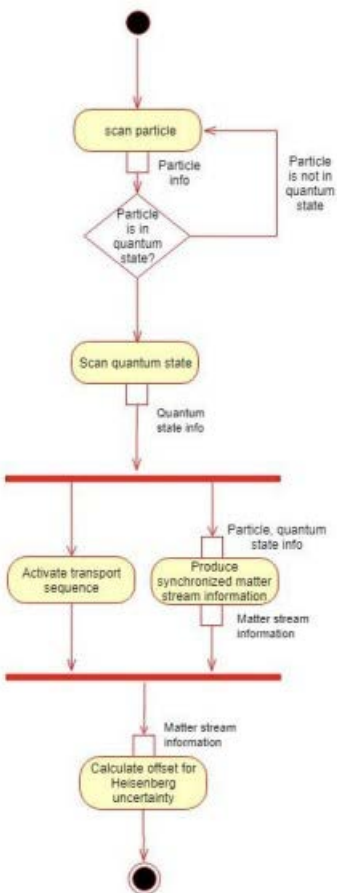 scan particle
Particle
info
Particle
is not in
quantum
state
Particle
is in
quantum
state?
Scan quantum state
Quantum
state info
Particle, quantum
state info
Activate transport
sequence
Produce
synchronized matter
stream information
Matter stream
information
Matter stream
information
Calculate offset for
Heisenberg
uncertainty